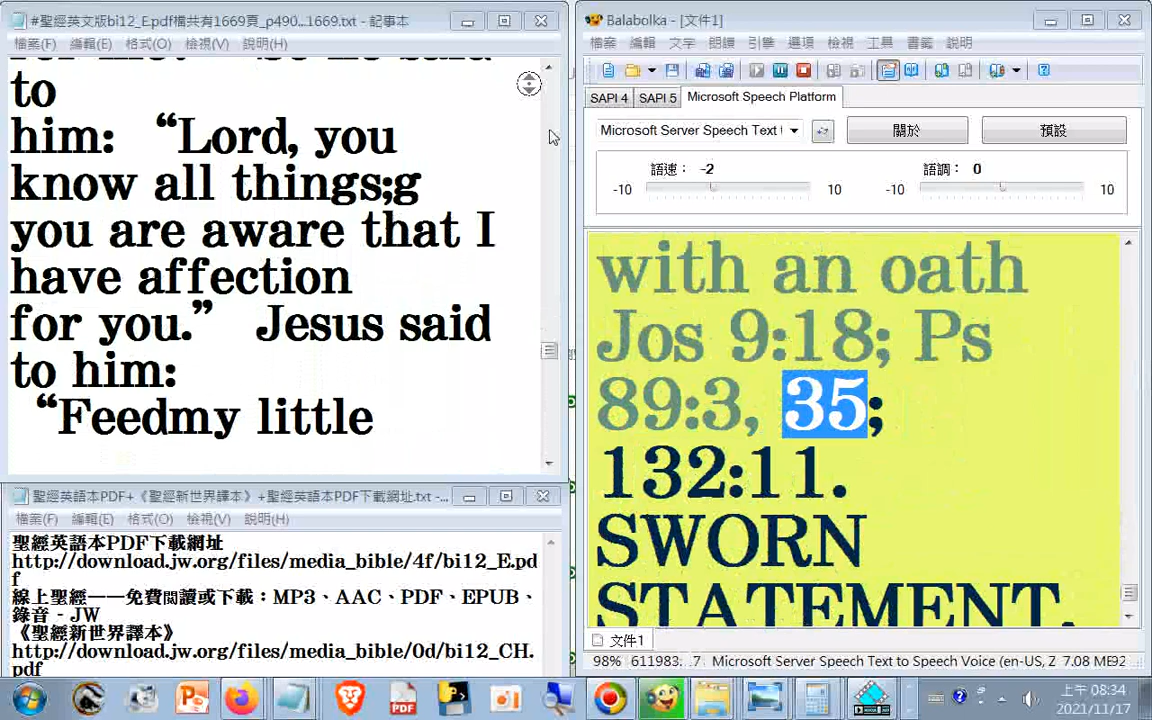 #聖經英文版bi12_E.pdf檔共有1669頁_p490...1669.txt - 記事本
檔案(F) 編輯(E) 格式(O) 檢視(V) 說明(H)
to
him: “Lord, you
know all things;g
you are aware that I
have affection
for you.” Jesus said
to him:
“Feedmy little
聖經英語本PDF+《聖經新世界譯本》+聖經英語本PDF下載網址.txt -...
檔案(F) 編輯(E) 格式(O) 檢視(V) 說明(H)
聖經英語本PDF下載網址
http://download.jw.org/files/media_bible/4f/bi12_E.pd
f
線上聖經——免費閱讀或下載：MP3、AAC、PDF、EPUB、
錄音 - JW
《聖經新世界譯本》
http://download.jw.org/files/media_bible/0d/bi12_CH.
pdf
Balabolka - [文件1]
檔案 編輯 文字 朗讀 引擎 選項 檢視 工具 書籤 說明
SAPI 4 SAPI 5 Microsoft Speech Platform
Microsoft Server Speech Text 關於 預設
語速： -2 語調： 0
-10 10 -10 10
with an oath
Jos 9:18; Ps
89:3, 35;
132:11.
SWORN
STATEMENT.
文件1
98% 611983. Microsoft Server Speech Text to Speech Voice (en-US, Z 7.08 ME
上午 08:34
2021/11/17